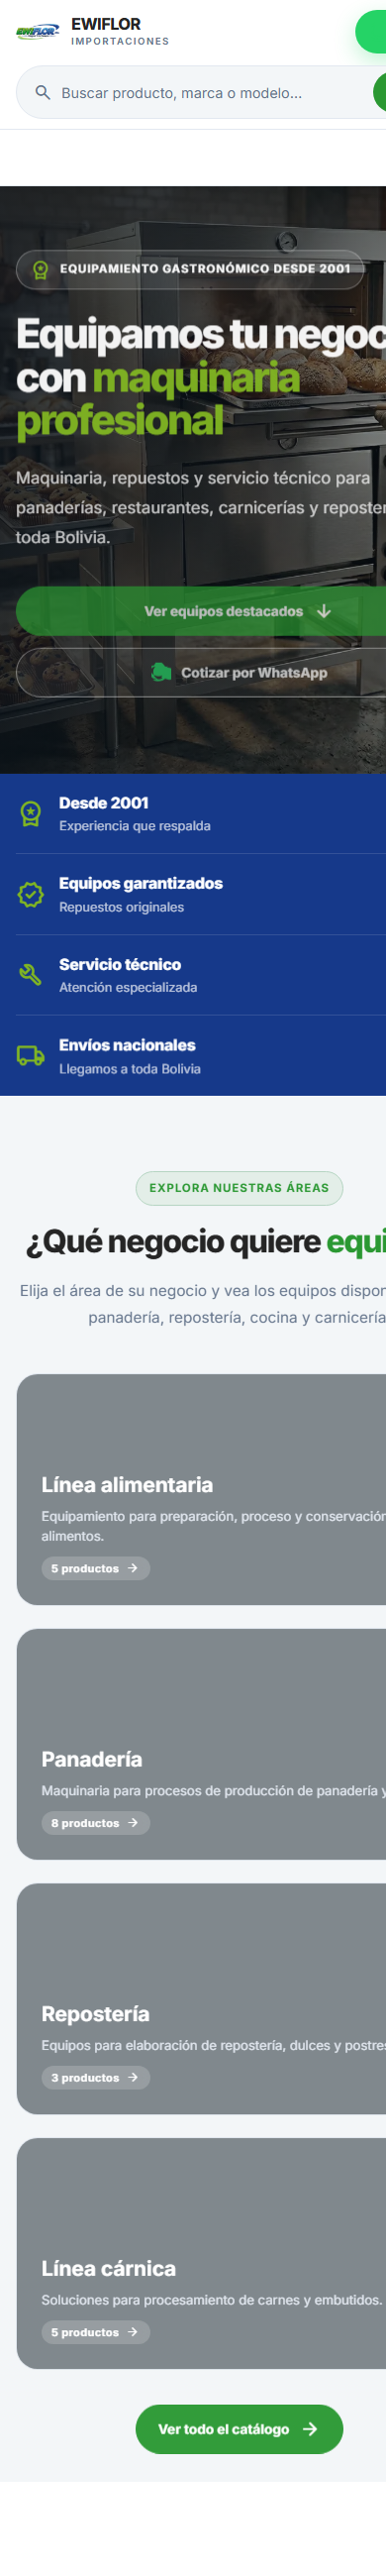 EWIFLOR
IMPORTACIONES
Buscar producto, marca o modelo...
EQUIPAMIENTO GASTRONÓMICO DESDE 2001
Equipamos tu negoc
con maquinaria
profesional
Maquinaria, repuestos y servicio técnico para
panaderías, restaurantes, carnicerías y reposter
toda Bolivia.
Ver equipos destacados
Cotizar por WhatsApp
Desde 2001
Experiencia que respalda
Equipos garantizados
Repuestos originales
Servicio técnico
Atención especializada
Envíos nacionales
Llegamos a toda Bolivia
EXPLORA NUESTRAS ÁREAS
¿Qué negocio quiere equi
Elija el área de su negocio y vea los equipos dispon
panadería, repostería, cocina y carnicería
Línea alimentaria
Equipamiento para preparación, proceso y conservación
alimentos.
5 productos
Panadería
Maquinaria para procesos de producción de panadería y
8 productos
Repostería
Equipos para elaboración de repostería, dulces y postres
3 productos
Línea cárnica
Soluciones para procesamiento de carnes y embutidos.
5 productos
Ver todo el catálogo